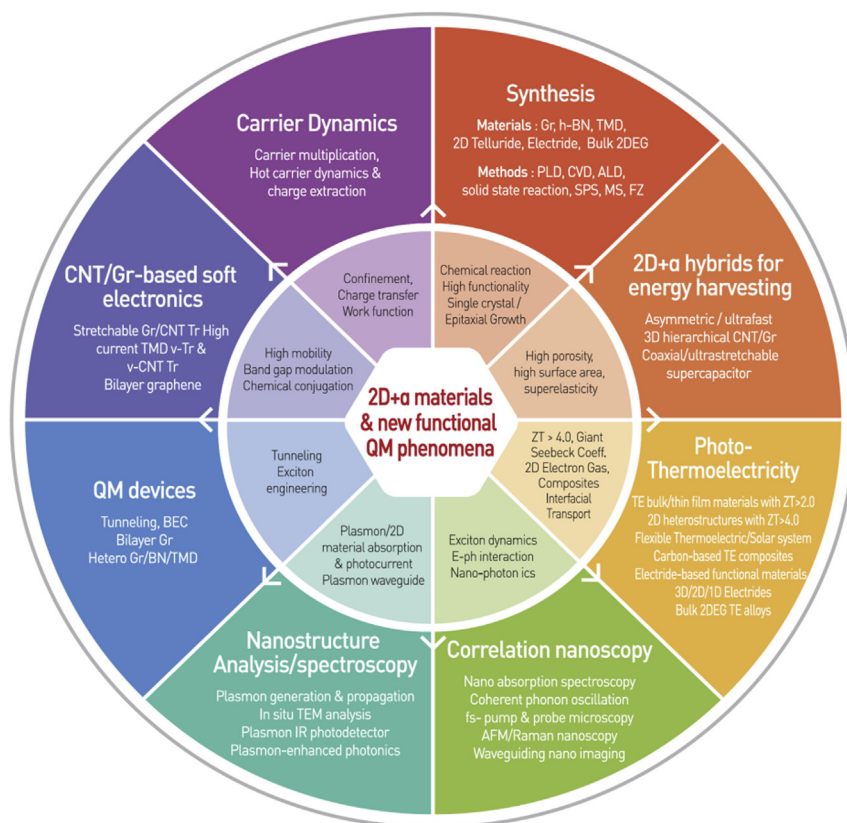 Synthesis
Materials : Gr, h-BN, TMD,
2D Telluride, Electride, Bulk 2DEG
Methods : PLD, CVD, ALD,
solid state reaction, SPS, MS, FZ
2D+α hybrids for
energy harvesting
Asymmetric / ultrafast
3D hierarchical CNT/Gr
Coaxial/ultrastretchable
supercapacitor
Photo-
Thermoelectricity
TE bulk/thin film materials with ZT>2.0
2D heterostructures with ZT>4.0
Flexible Thermoelectric/Solar system
Carbon-based TE composites
Electride-based functional materials
3D/2D/1D Electrides
Bulk 2DEG TE alloys
Correlation nanoscopy
Nano absorption spectroscopy
Coherent phonon oscillation
fs- pump & probe microscopy
AFM/Raman nanoscopy
Waveguiding nano imaging
Nanostructure
Analysis/spectroscopy
Plasmon generation & propagation
In situ TEM analysis
Plasmon IR photodetector
Plasmon-enhanced photonics
QM devices
Tunneling, BEC
Bilayer Gr
Hetero Gr/BN/TMD
CNT/Gr-based soft
electronics
Stretchable Gr/CNT Tr High
current TMD v-Tr &
v-CNT Tr
Bilayer graphene
Carrier Dynamics
Carrier multiplication,
Hot carrier dynamics &
charge extraction
Chemical reaction
High functionality
Single crystal /
Epitaxial Growth
High porosity,
high surface area,
superelasticity
ZT > 4.0, Giant
Seebeck Coeff.
2D Electron Gas,
Composites
Interfacial
Transport
Exciton dynamics
E-ph interaction
Nano-photon ics
Plasmon/2D
material absorption
& photocurrent
Plasmon waveguide
Tunneling
Exciton
engineering
High mobility
Band gap modulation
Chemical conjugation
Confinement,
Charge transfer
Work function
2D+α materials
& new functional
QM phenomena